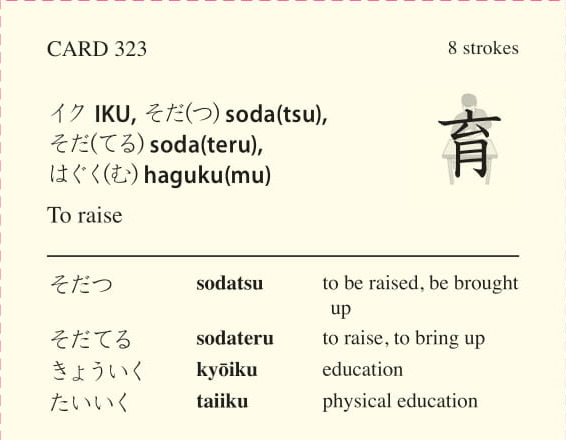 CARD 323
8 strokes
イク IKU, そだ(つ) soda(tsu),
そだ(てる) soda(teru),
はぐく(む) haguku(mu)
育
To raise
そだつ sodatsu to be raised, be brought
up
そだてる sodateru to raise, to bring up
きょういく kyōiku education
たいいく taiiku physical education